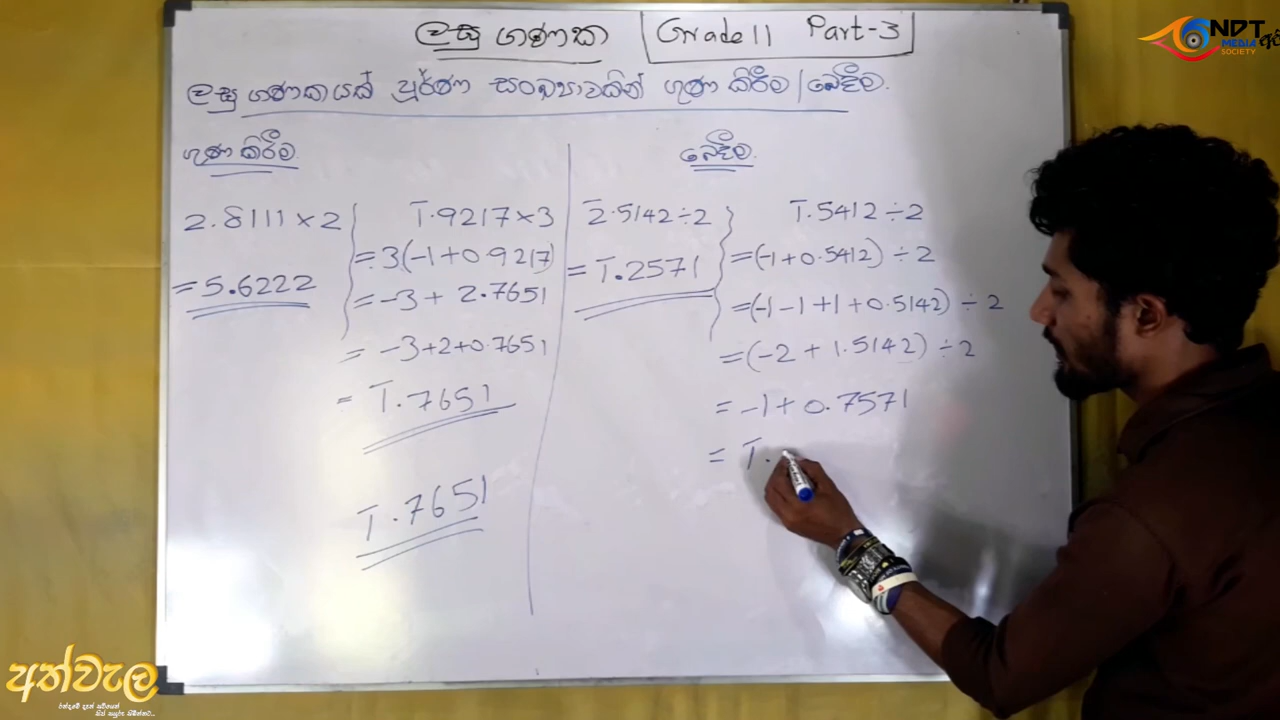 ලඝු ගණක Grade 11 Part-3
ලඝු ගණකයක් පූර්ණ සංඛ්‍යාවකින් ගුණ කිරීම / බෙදීම.
ගුණ කිරීම
2.8111 × 2
= 5.6222
1̅.9217 × 3
= 3(-1+0.9217)
= -3 + 2.7651
= -3+2+0.7651
= 1̅.7651
1̅.7651
බෙදීම.
2̅.5142 ÷ 2
= 1̅.2571
1̅.5412 ÷ 2
= (-1+0.5412) ÷ 2
= (-1-1+1+0.5142) ÷ 2
= (-2 + 1.5142) ÷ 2
= -1 + 0.7571
= 1̅.
NDT
MEDIA
SOCIETY
අත්වැල